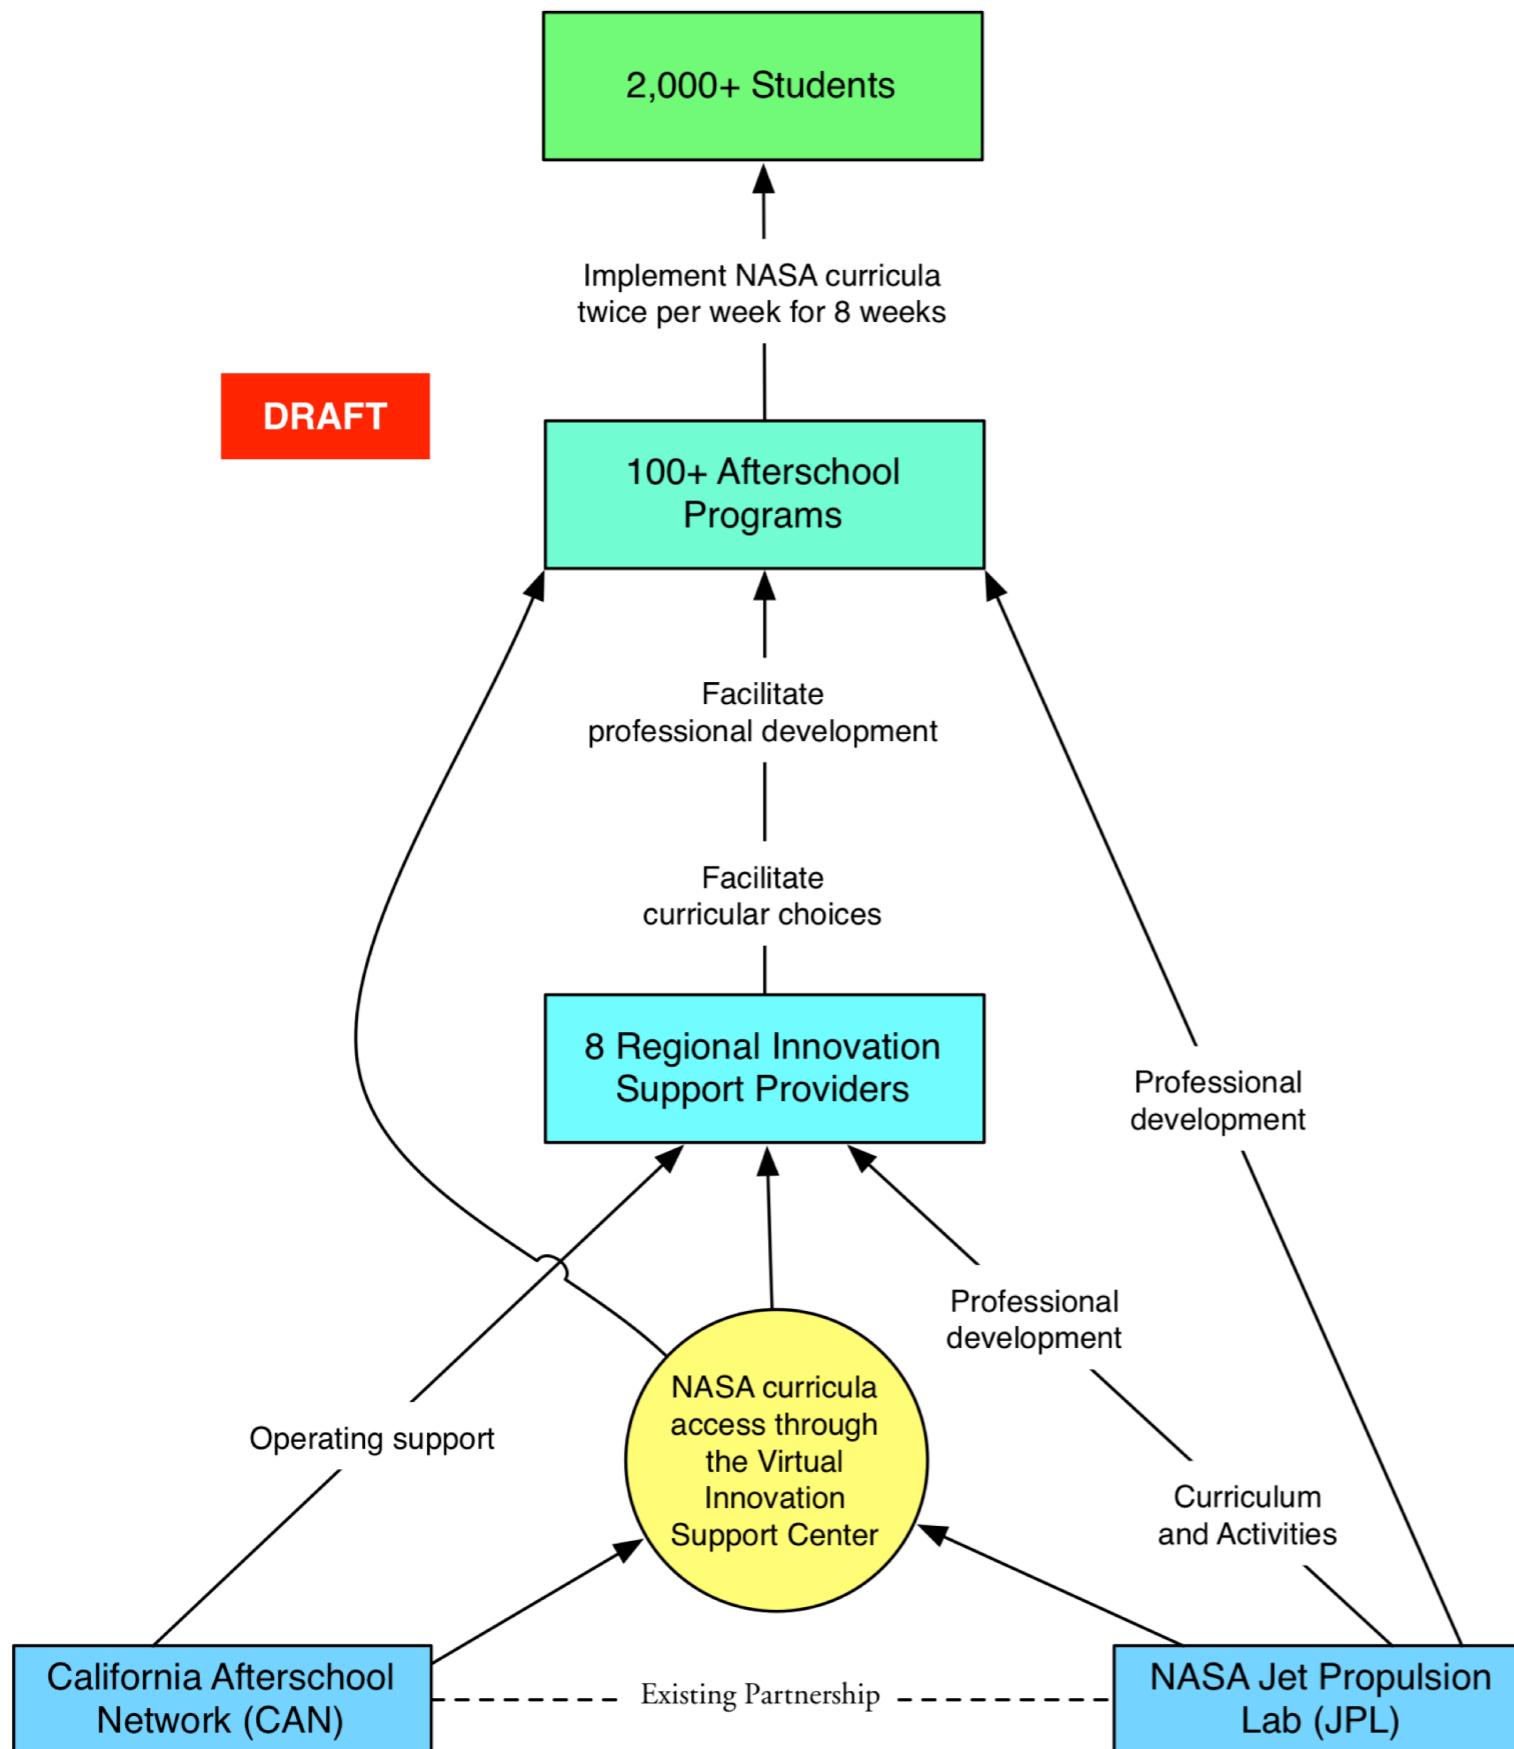 2,000+ Students
Implement NASA curricula
twice per week for 8 weeks
DRAFT
100+ Afterschool
Programs
Facilitate
professional development
Facilitate
curricular choices
8 Regional Innovation
Support Providers
Professional
development
Professional
development
NASA curricula
access through
the Virtual
Innovation
Support Center
Operating support
Curriculum
and Activities
California Afterschool
Network (CAN)
Existing Partnership
NASA Jet Propulsion
Lab (JPL)